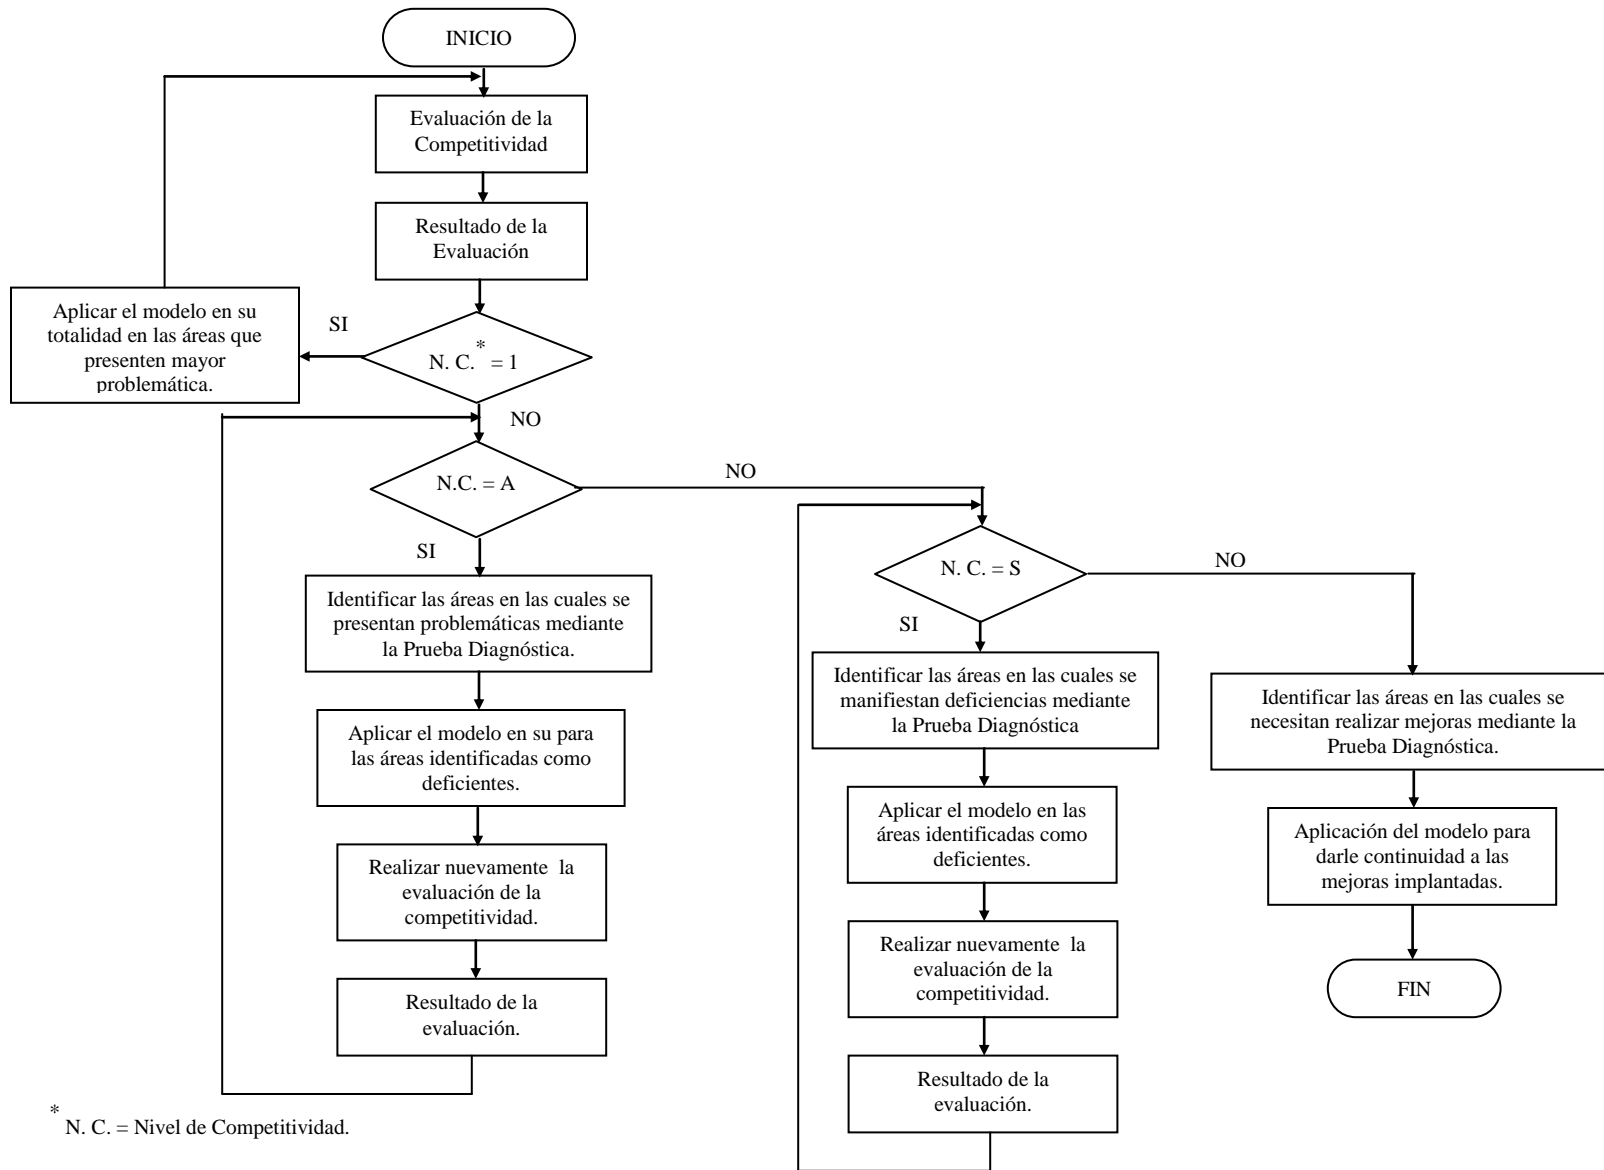 INICIO
Evaluación de la
Competitividad
Resultado de la
Evaluación
Aplicar el modelo en su
totalidad en las áreas que
presenten mayor
problemática.
SI
N. C.* = 1
NO
N.C. = A
NO
SI
N. C. = S
NO
SI
Identificar las áreas en las cuales se
presentan problemáticas mediante
la Prueba Diagnóstica.
Aplicar el modelo en su para
las áreas identificadas como
deficientes.
Realizar nuevamente la
evaluación de la
competitividad.
Resultado de la
evaluación.
Identificar las áreas en las cuales se
manifiestan deficiencias mediante
la Prueba Diagnóstica
Aplicar el modelo en las
áreas identificadas como
deficientes.
Realizar nuevamente la
evaluación de la
competitividad.
Resultado de la
evaluación.
Identificar las áreas en las cuales se
necesitan realizar mejoras mediante la
Prueba Diagnóstica.
Aplicación del modelo para
darle continuidad a las
mejoras implantadas.
FIN
* N. C. = Nivel de Competitividad.